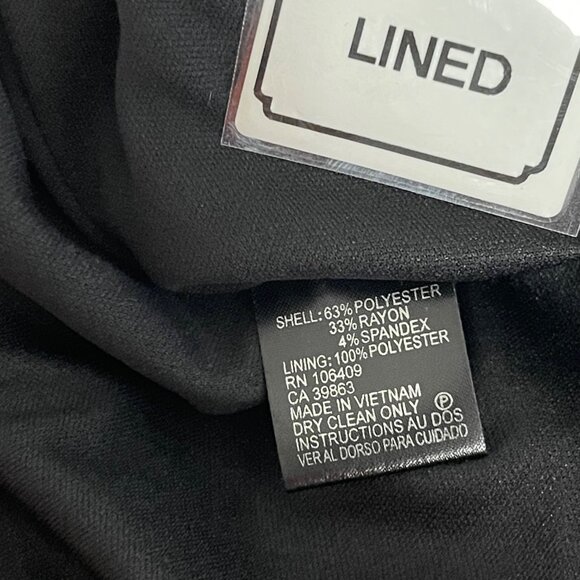 LINED
SHELL: 63% POLYESTER
33% RAYON
4% SPANDEX
LINING: 100% POLYESTER
RN 106409
CA 39863
MADE IN VIETNAM
DRY CLEAN ONLY Ⓟ
INSTRUCTIONS AU DOS
VER AL DORSO PARA CUIDADO